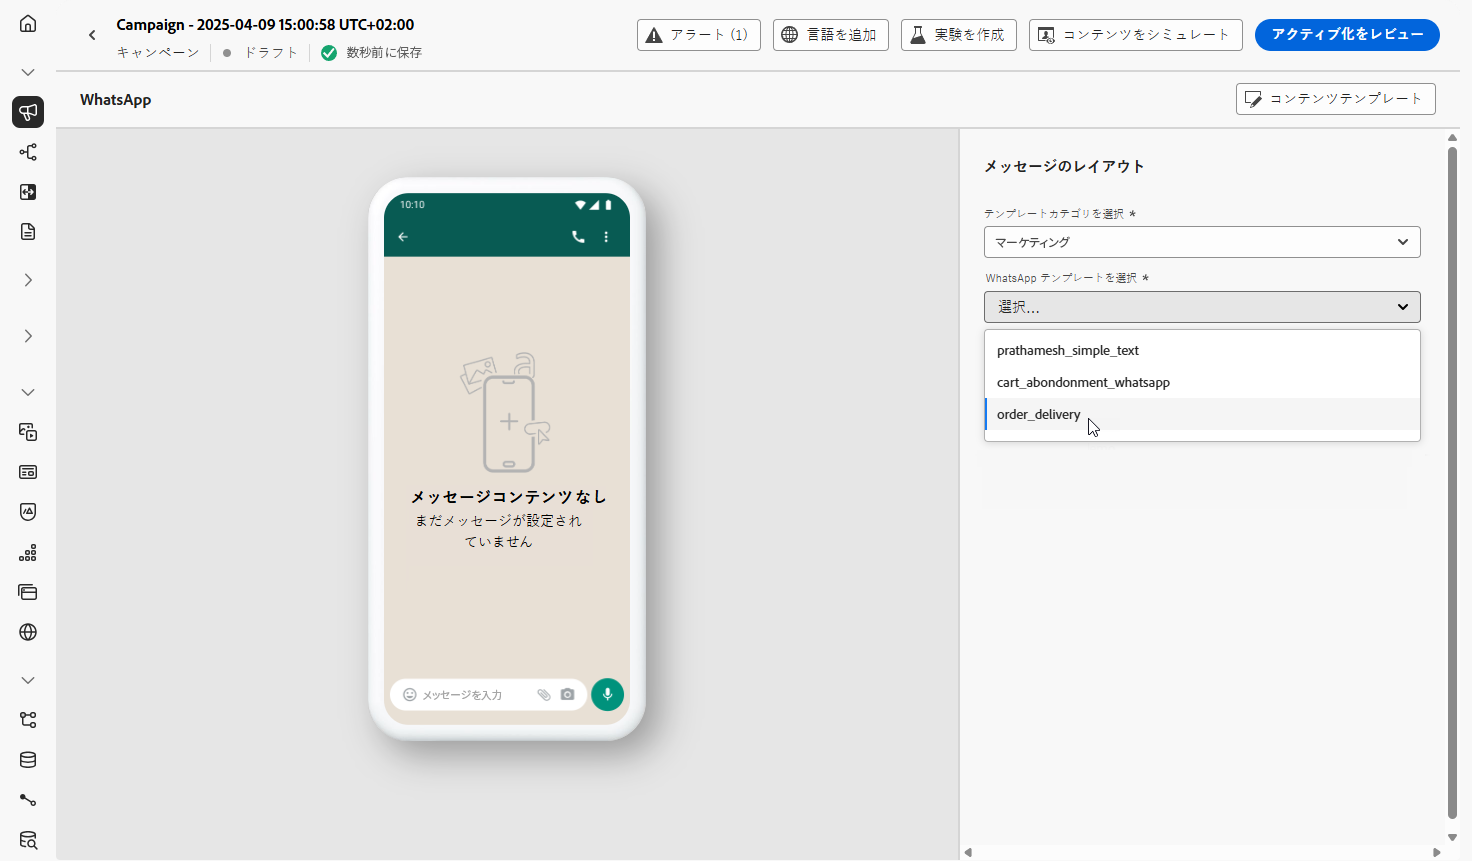 Campaign - 2025-04-09 15:00:58 UTC+02:00
キャンペーン ドラフト 数秒前に保存
アラート (1)
言語を追加
実験を作成
コンテンツをシミュレート
アクティブ化をレビュー
WhatsApp
コンテンツテンプレート
10:10
メッセージコンテンツなし
まだメッセージが設定され
ていません
メッセージを入力
メッセージのレイアウト
テンプレートカテゴリを選択 *
マーケティング
WhatsApp テンプレートを選択 *
選択...
prathamesh_simple_text
cart_abondonment_whatsapp
order_delivery